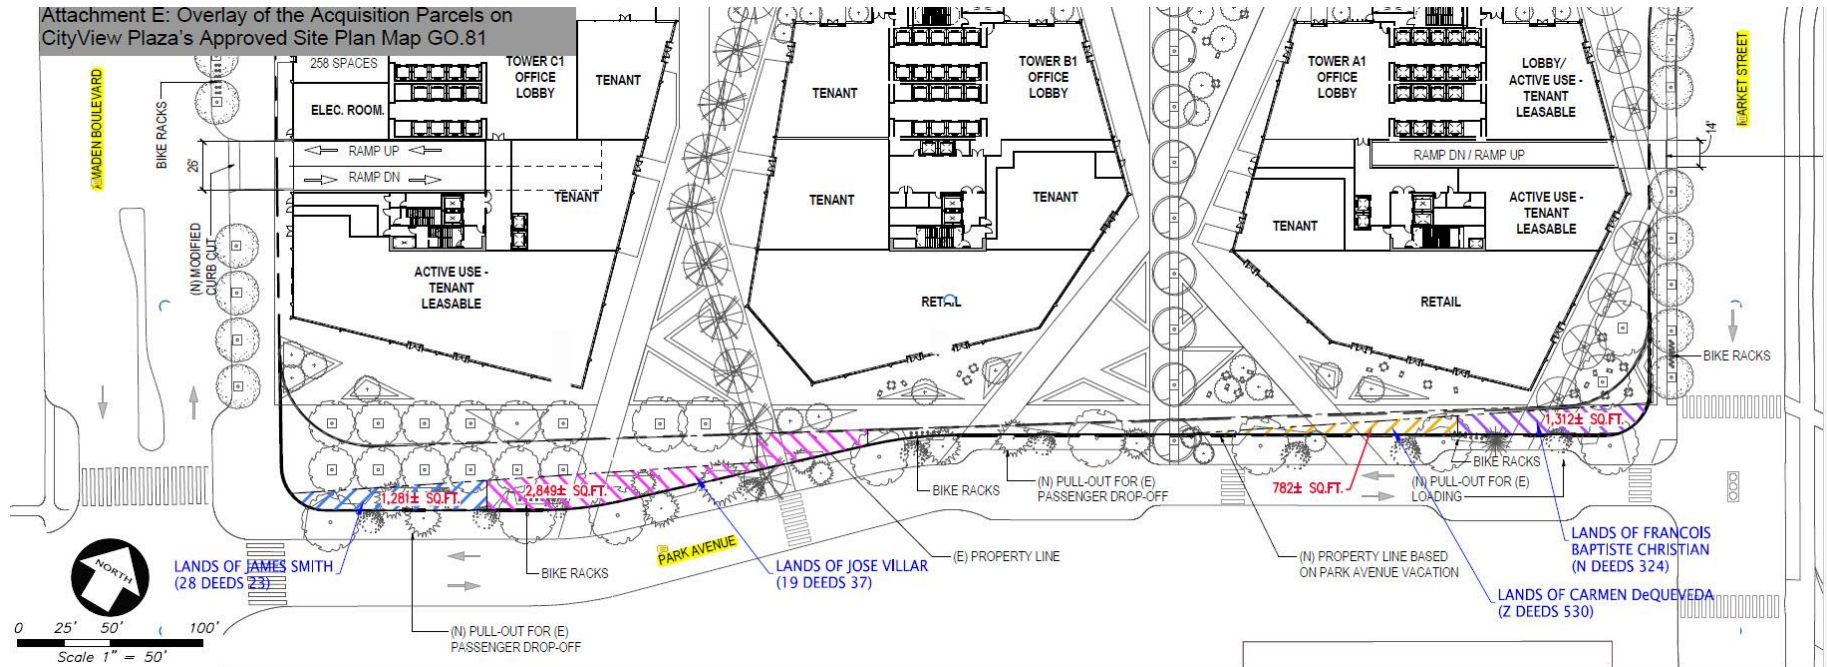 Attachment E: Overlay of the Acquisition Parcels on
CityView Plaza's Approved Site Plan Map GO.81
258 SPACES
ELEC. ROOM.
TOWER C1
OFFICE
LOBBY
TENANT
TENANT
TOWER B1
OFFICE
LOBBY
TOWER A1
OFFICE
LOBBY
LOBBY/
ACTIVE USE -
TENANT
LEASABLE
MARKET STREET
14'
ALMADEN BOULEVARD
BIKE RACKS
26'
RAMP UP
RAMP DN
TENANT
TENANT
TENANT
RAMP DN / RAMP UP
TENANT
ACTIVE USE -
TENANT
LEASABLE
(N) MODIFIED
CURB CUT
ACTIVE USE -
TENANT
LEASABLE
RETAIL
RETAIL
BIKE RACKS
1,281± SQ.FT.
2,849± SQ.FT.
782± SQ.FT.
1,312± SQ.FT.
BIKE RACKS
(N) PULL-OUT FOR (E)
PASSENGER DROP-OFF
BIKE RACKS
(N) PULL-OUT FOR (E)
LOADING
PARK AVENUE
LANDS OF JAMES SMITH
(28 DEEDS 23)
BIKE RACKS
LANDS OF JOSE VILLAR
(19 DEEDS 37)
(E) PROPERTY LINE
(N) PROPERTY LINE BASED
ON PARK AVENUE VACATION
LANDS OF FRANCOIS
BAPTISTE CHRISTIAN
(N DEEDS 324)
LANDS OF CARMEN DeQUEVEDA
(Z DEEDS 530)
(N) PULL-OUT FOR (E)
PASSENGER DROP-OFF
NORTH
0 25' 50' 100'
Scale 1" = 50'